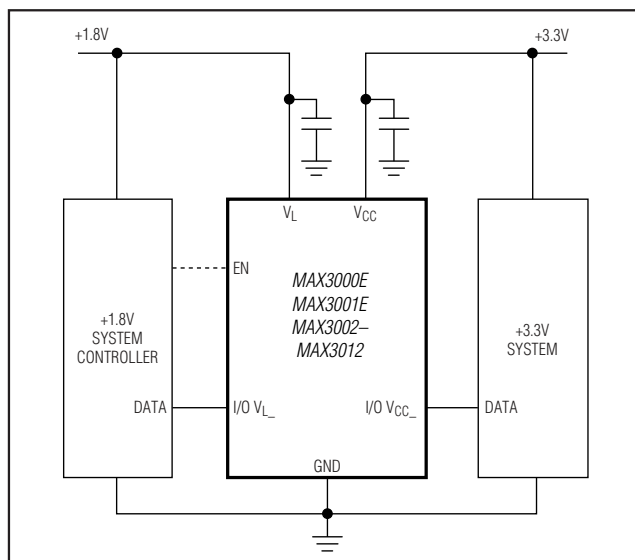 +1.8V
+3.3V
VL
VCC
EN
MAX3000E
MAX3001E
MAX3002–
MAX3012
+1.8V
SYSTEM
CONTROLLER
+3.3V
SYSTEM
DATA
I/O VL_
I/O VCC_
DATA
GND